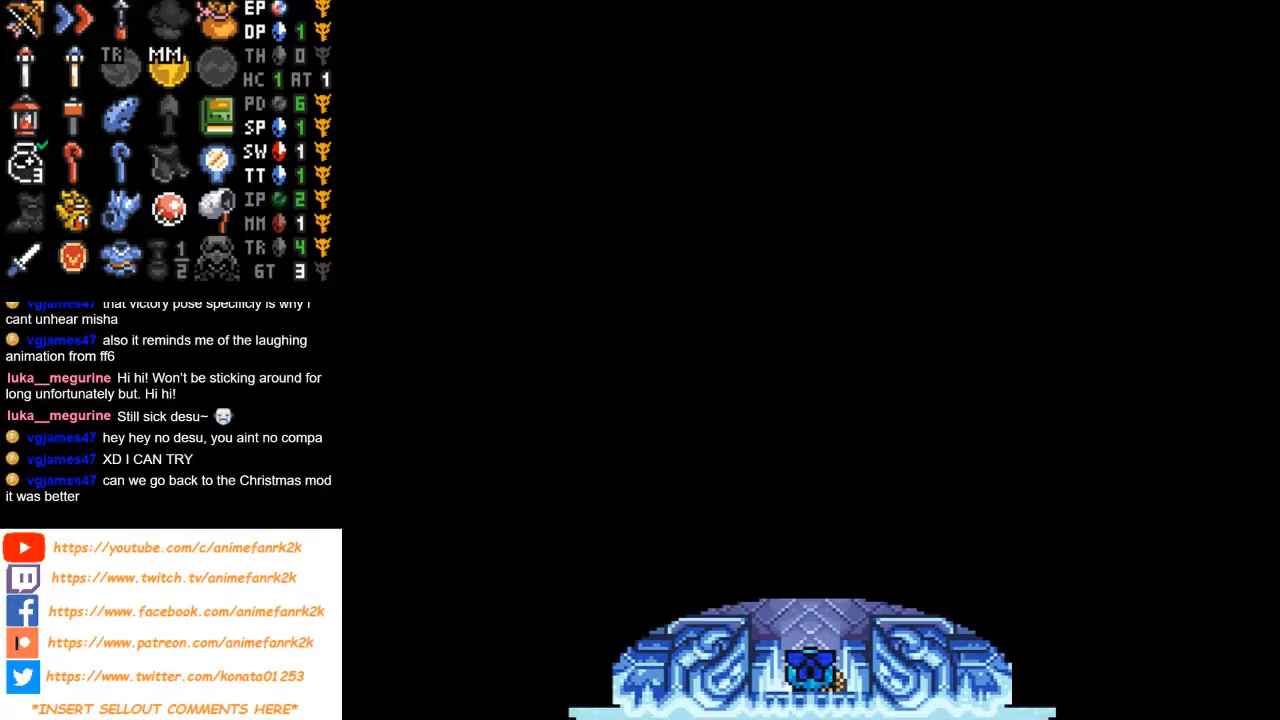 EP
DP 1
TR MM TH 0
HC 1 AT 1
PD 6
SP 1
SW 1
TT 1
3
IP 2
MM 1
TR 4
1/2 GT 3
vgjames47 that victory pose specificly is why i
cant unhear misha
vgjames47 also it reminds me of the laughing
animation from ff6
luka__megurine Hi hi! Won't be sticking around for
long unfortunately but. Hi hi!
luka__megurine Still sick desu~
vgjames47 hey hey no desu, you aint no compa
vgjames47 XD I CAN TRY
vgjames47 can we go back to the Christmas mod
it was better
https://youtube.com/c/animefanrk2k
https://www.twitch.tv/animefanrk2k
https://www.facebook.com/animefanrk2k
https://www.patreon.com/animefanrk2k
https://www.twitter.com/konata01253
*INSERT SELLOUT COMMENTS HERE*